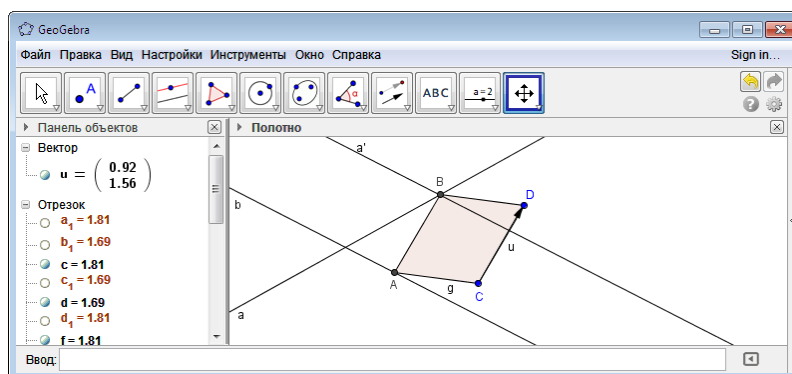 GeoGebra
Файл Правка Вид Настройки Инструменты Окно Справка Sign in...
A ABC a=2
α
Панель объектов Полотно
Вектор
u = ( 0.92 1.56 )
Отрезок
a₁ = 1.81
b₁ = 1.69
c = 1.81
c₁ = 1.69
d = 1.69
d₁ = 1.81
f = 1.81
a'
B
D
b
u
A
g
C
a
Ввод: